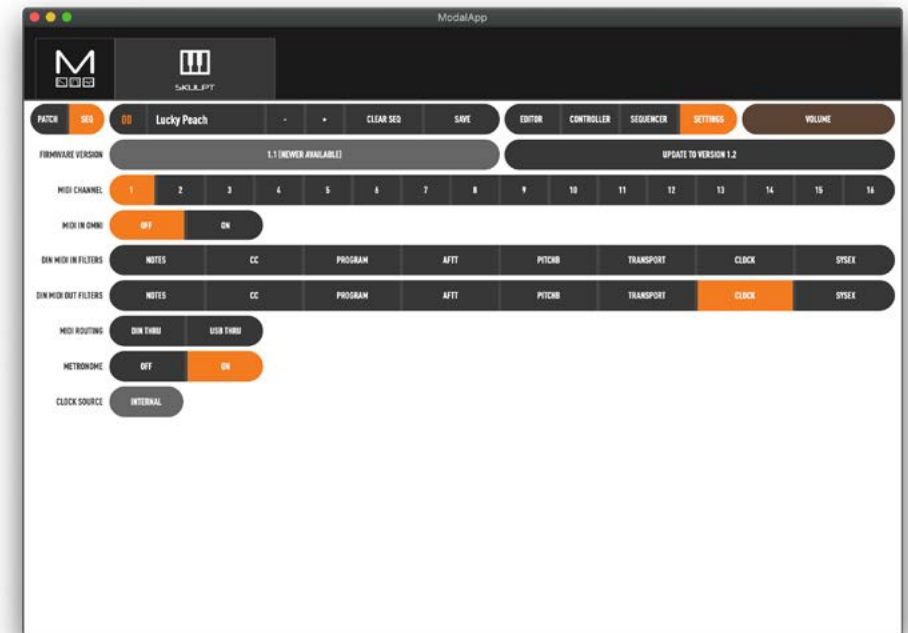 ModalApp
M
SKULPT
PATCH SEQ 00 Lucky Peach - + CLEAR SEQ SAVE EDITOR CONTROLLER SEQUENCER SETTINGS VOLUME
FIRMWARE VERSION 1.1 (NEWER AVAILABLE) UPDATE TO VERSION 1.2
MIDI CHANNEL 1 2 3 4 5 6 7 8 9 10 11 12 13 14 15 16
MIDI IN OMNI OFF ON
DIN MIDI IN FILTERS NOTES CC PROGRAM AFTT PITCHB TRANSPORT CLOCK SYSEX
DIN MIDI OUT FILTERS NOTES CC PROGRAM AFTT PITCHB TRANSPORT CLOCK SYSEX
MIDI ROUTING DIN THRU USB THRU
METRONOME OFF ON
CLOCK SOURCE INTERNAL